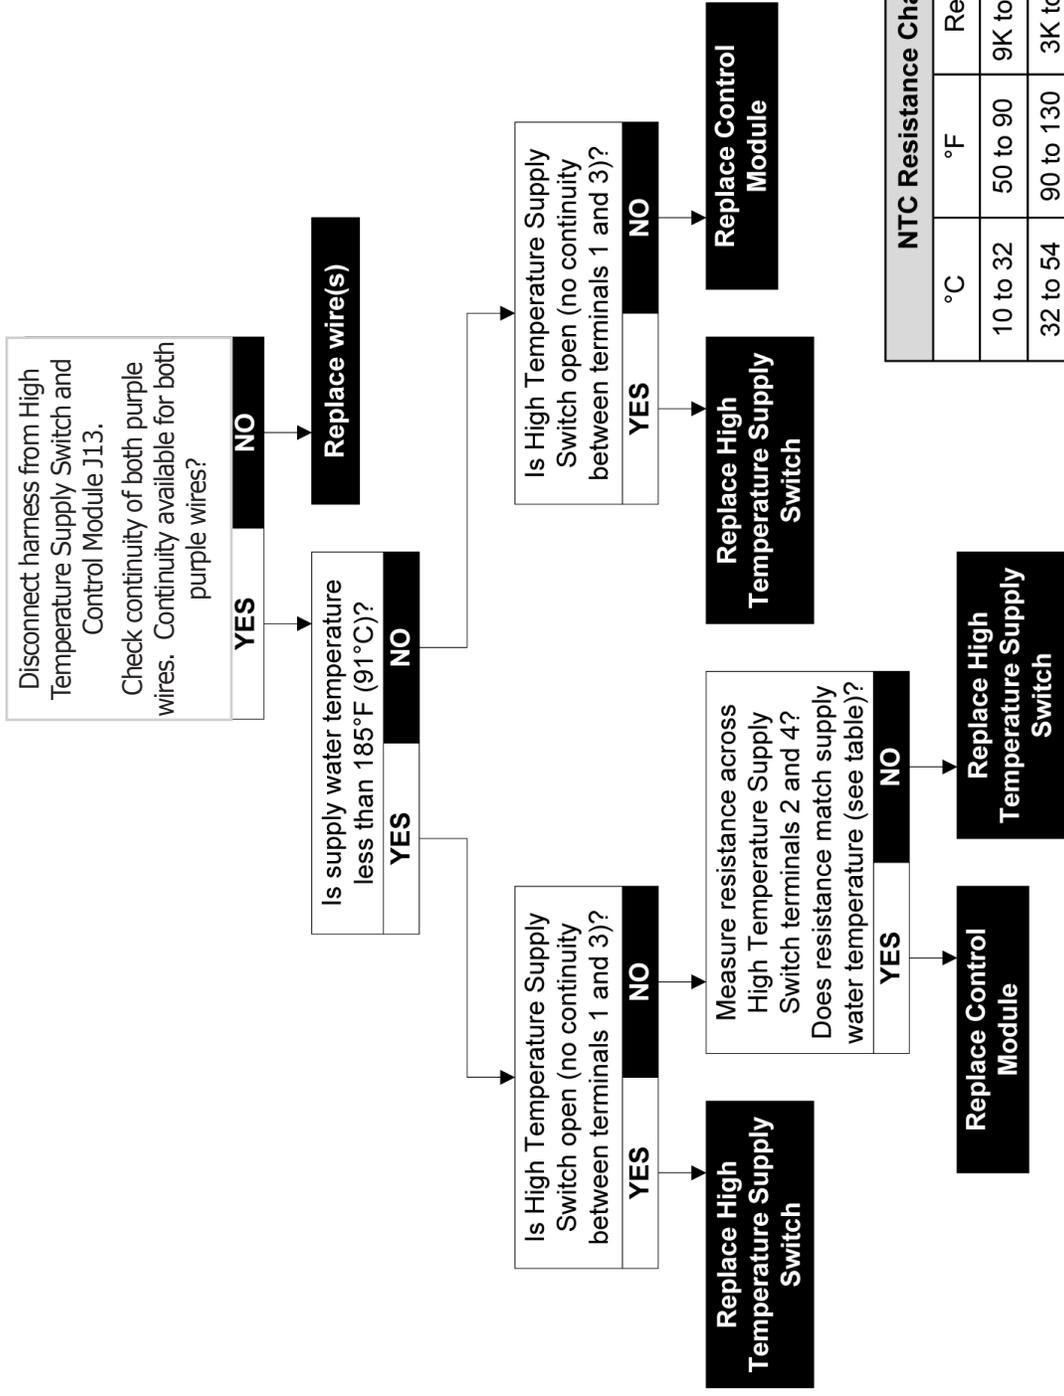 Disconnect harness from High
Temperature Supply Switch and
Control Module J13.
Check continuity of both purple
wires. Continuity available for both
purple wires?
YES
NO
Replace wire(s)
Is supply water temperature
less than 185°F (91°C)?
YES
NO
Is High Temperature Supply
Switch open (no continuity
between terminals 1 and 3)?
YES
NO
Is High Temperature Supply
Switch open (no continuity
between terminals 1 and 3)?
YES
NO
Replace High
Temperature Supply
Switch
Measure resistance across
High Temperature Supply
Switch terminals 2 and 4?
Does resistance match supply
water temperature (see table)?
YES
NO
Replace High
Temperature Supply
Switch
Replace Control
Module
Replace Control
Module
Replace High
Temperature Supply
Switch
NTC Resistance
°C °F
10 to 32 50 to 90 9K to
32 to 54 90 to 130 3K to